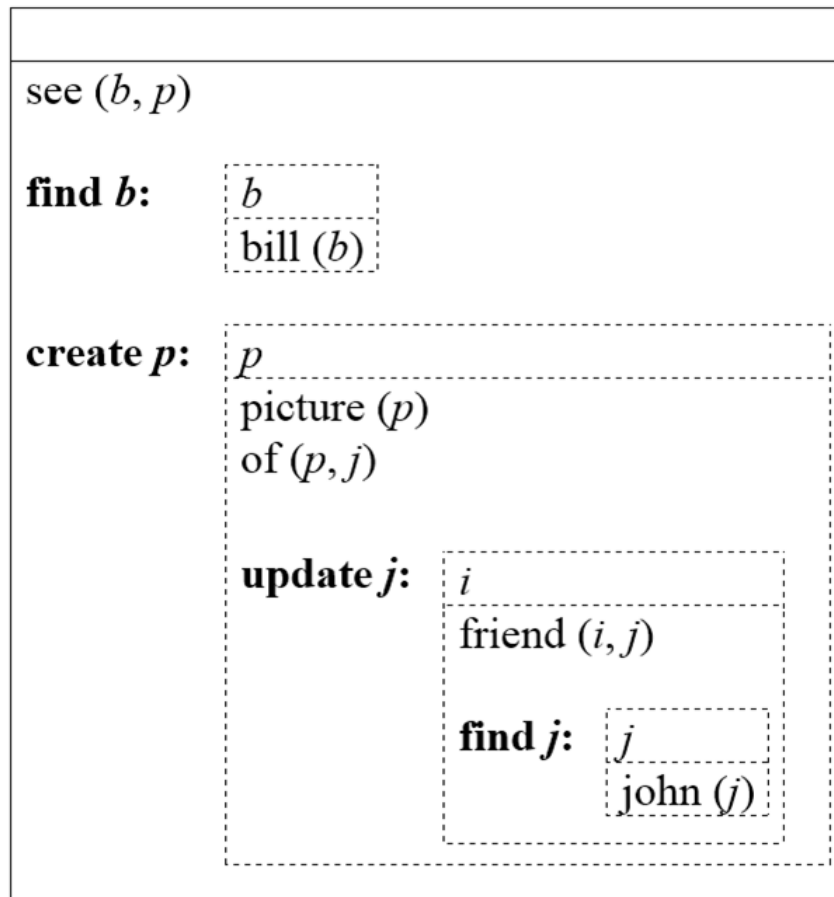 see (b, p)
find b:
b
bill (b)
create p:
p
picture (p)
of (p, j)
update j:
i
friend (i, j)
find j:
j
john (j)